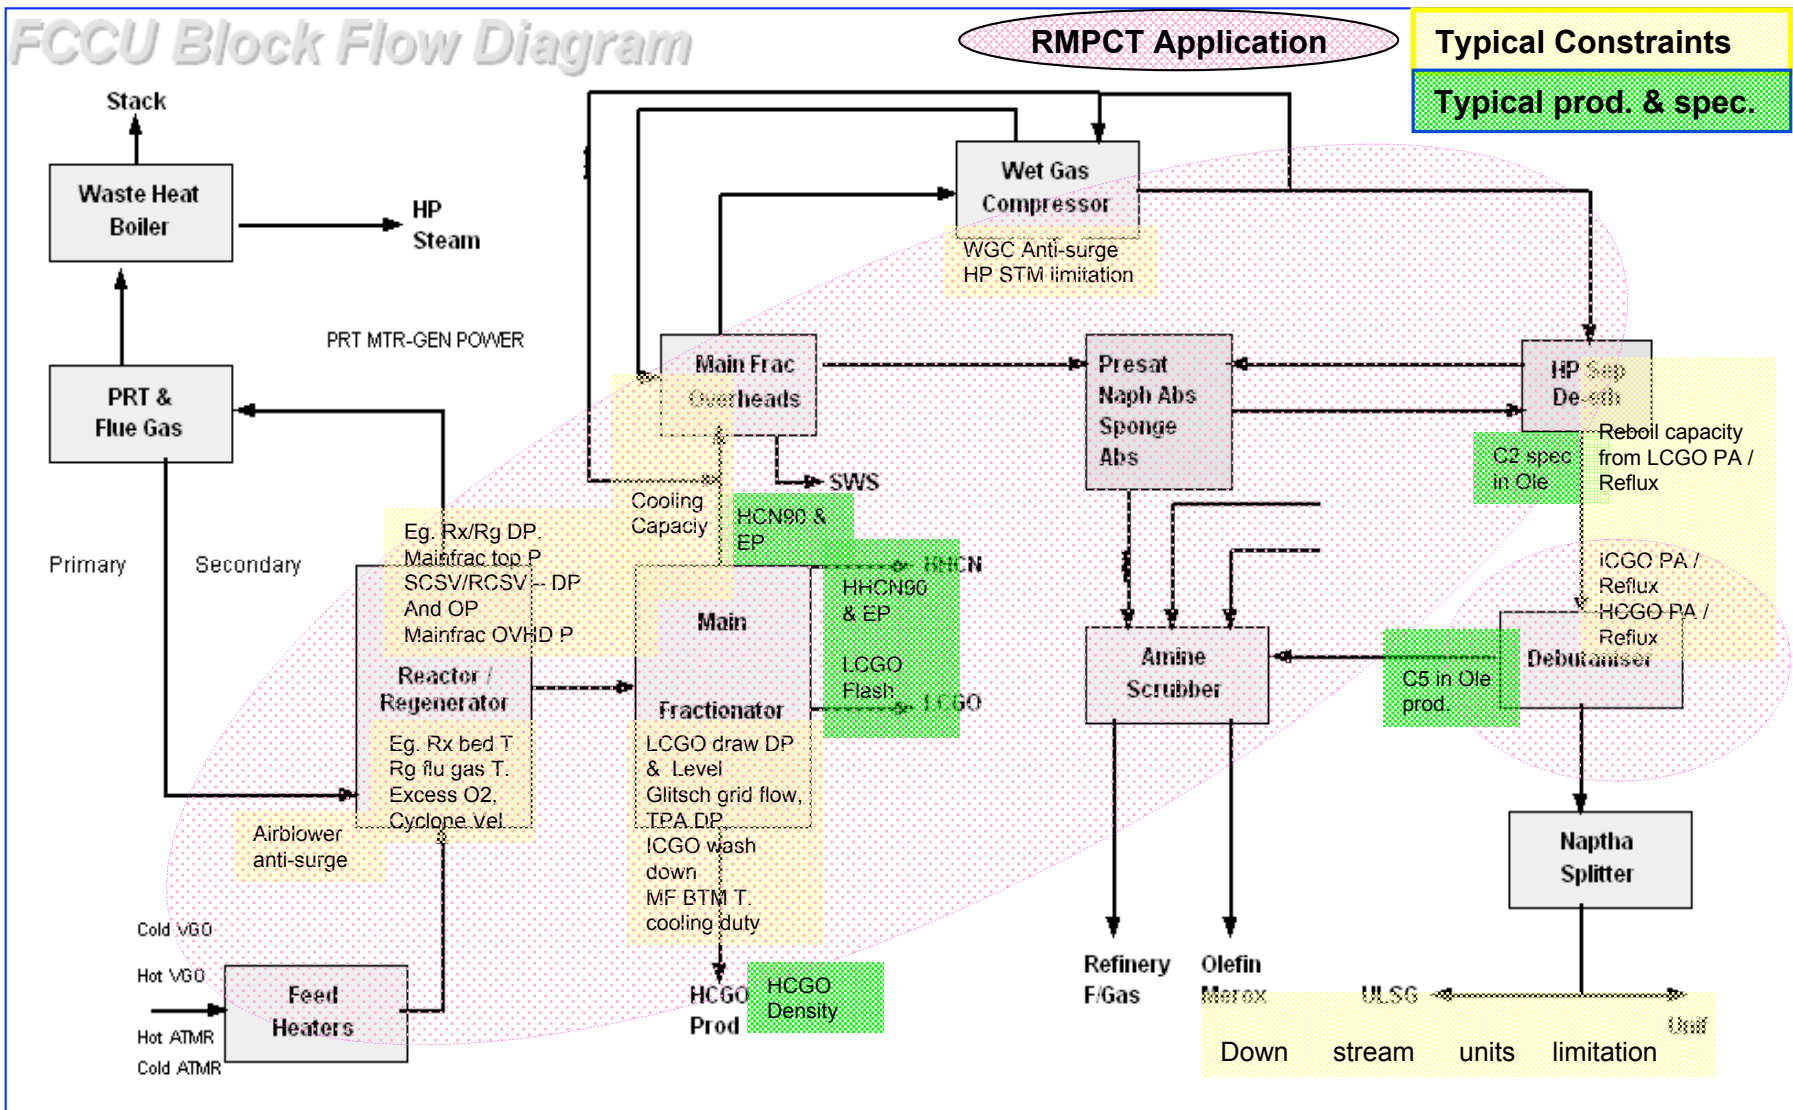 FCCU Block Flow Diagram
RMPCT Application
Typical Constraints
Typical prod. & spec.
Stack
Waste Heat
Boiler
HP
Steam
Wet Gas
Compressor
WGC Anti-surge
HP STM limitation
PRT MTR-GEN POWER
PRT &
Flue Gas
Main Frac
Overheads
Presat
Naph Abs
Sponge
Abs
HP Sep
De-eth
Reboil capacity
from LCGO PA /
Reflux
C2 spec
in Ole
SWS
Cooling
Capaciy
HCN90 &
EP
Eg. Rx/Rg DP.
Mainfrac top P
SCSV/RCSV – DP
And OP
Mainfrac OVHD P
Primary
Secondary
HHCN
HHCN90
& EP
LCGO
Flash
LCGO
iCGO PA /
Reflux
HCGO PA /
Reflux
Main
Fractionator
Reactor /
Regenerator
Amine
Scrubber
Debutaniser
C5 in Ole
prod.
Eg. Rx bed T
Rg flu gas T.
Excess O2,
Cyclone Vel
LCGO draw DP
& Level
Glitsch grid flow,
TPA DP
ICGO wash
down
MF BTM T.
cooling duty
Airblower
anti-surge
Naptha
Splitter
Cold VGO
Hot VGO
Hot ATMR
Cold ATMR
Feed
Heaters
HCGO
Prod
HCGO
Density
Refinery
F/Gas
Olefin
Merox
ULSG
Unif
Down stream units limitation